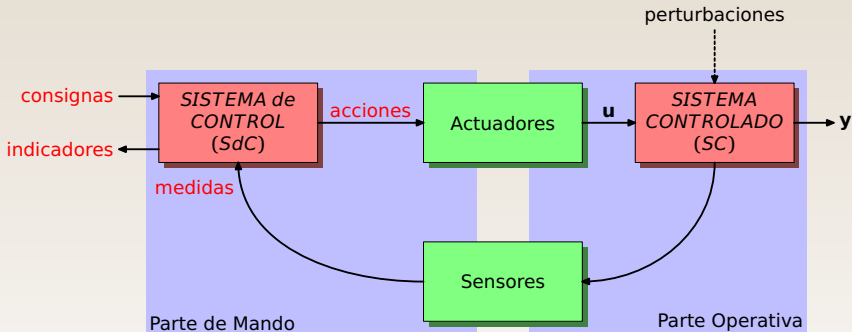 perturbaciones
consignas
SISTEMA de
CONTROL
(SdC)
acciones
Actuadores
u
SISTEMA
CONTROLADO
(SC)
y
indicadores
medidas
Sensores
Parte de Mando
Parte Operativa